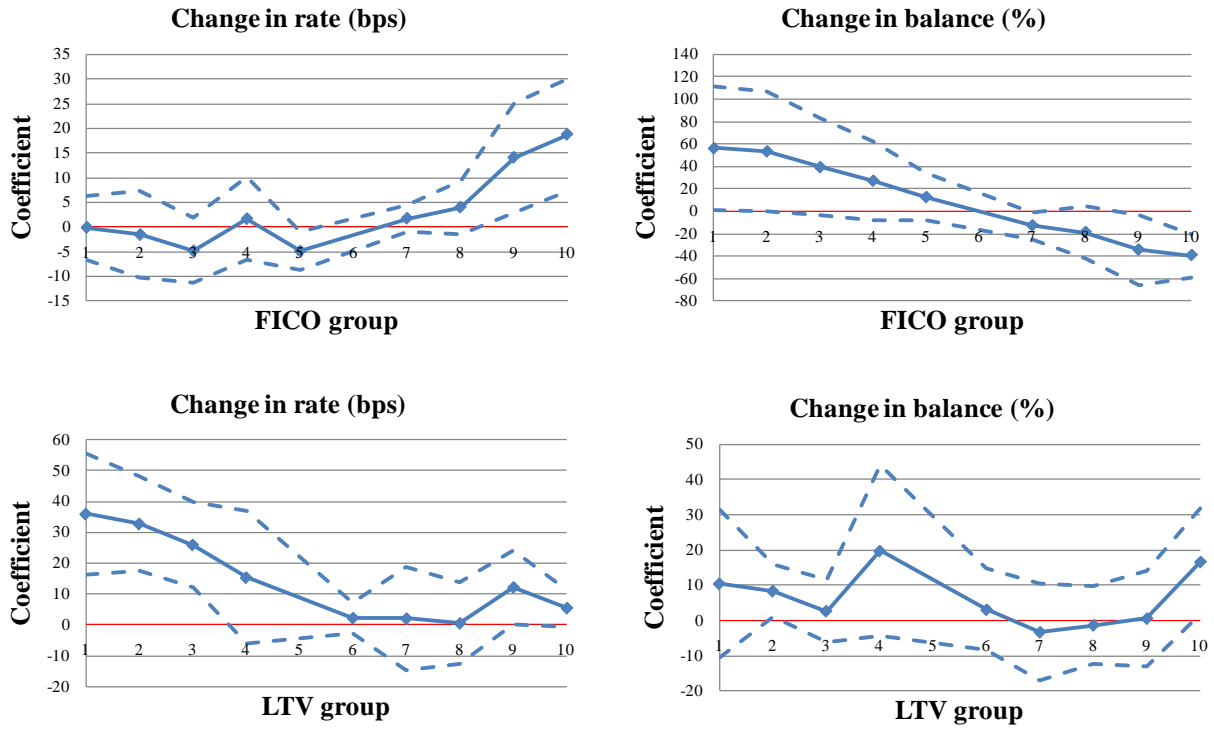 Change in rate (bps)
35
30
25
20
15
10
5
0
-5
-10
-15
1 2 3 4 5 7 8 9 10
Coefficient
FICO group
Change in balance (%)
140
120
100
80
60
40
20
0
-20
-40
-60
-80
1 2 3 4 5 7 8 9 10
Coefficient
FICO group
Change in rate (bps)
60
50
40
30
20
10
0
-10
-20
1 2 3 4 6 7 8 9 10
Coefficient
LTV group
Change in balance (%)
50
40
30
20
10
0
-10
-20
1 2 3 4 6 7 8 9 10
Coefficient
LTV group